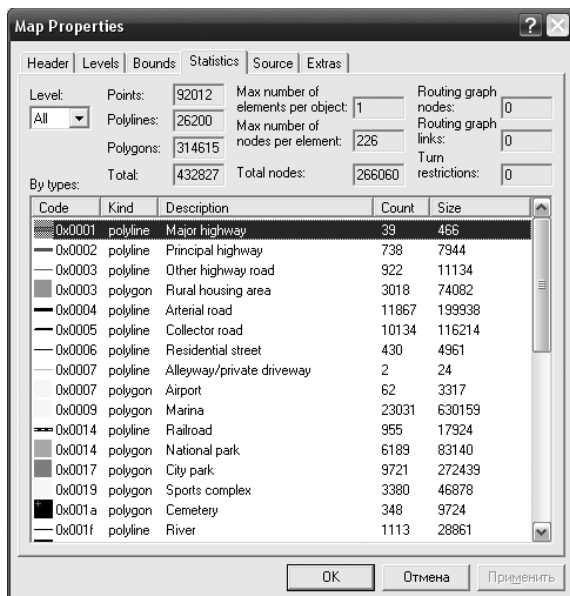 Map Properties
Header Levels Bounds Statistics Source Extras
Level:
All
Points: 92012
Polylines: 26200
Polygons: 314615
Total: 432827
Max number of
elements per object: 1
Max number of
nodes per element: 226
Total nodes: 266060
Routing graph
nodes: 0
Routing graph
links: 0
Turn
restrictions: 0
By types:
Code Kind Description Count Size
0x0001 polyline Major highway 39 466
0x0002 polyline Principal highway 738 7944
0x0003 polyline Other highway road 922 11134
0x0003 polygon Rural housing area 3018 74082
0x0004 polyline Arterial road 11867 199938
0x0005 polyline Collector road 10134 116214
0x0006 polyline Residential street 430 4961
0x0007 polyline Alleyway/private driveway 2 24
0x0007 polygon Airport 62 3317
0x0009 polygon Marina 23031 630159
0x0014 polyline Railroad 955 17924
0x0014 polygon National park 6189 83140
0x0017 polygon City park 9721 272439
0x0019 polygon Sports complex 3380 46878
0x001a polygon Cemetery 348 9724
0x001f polyline River 1113 28861
OK Отмена Применить